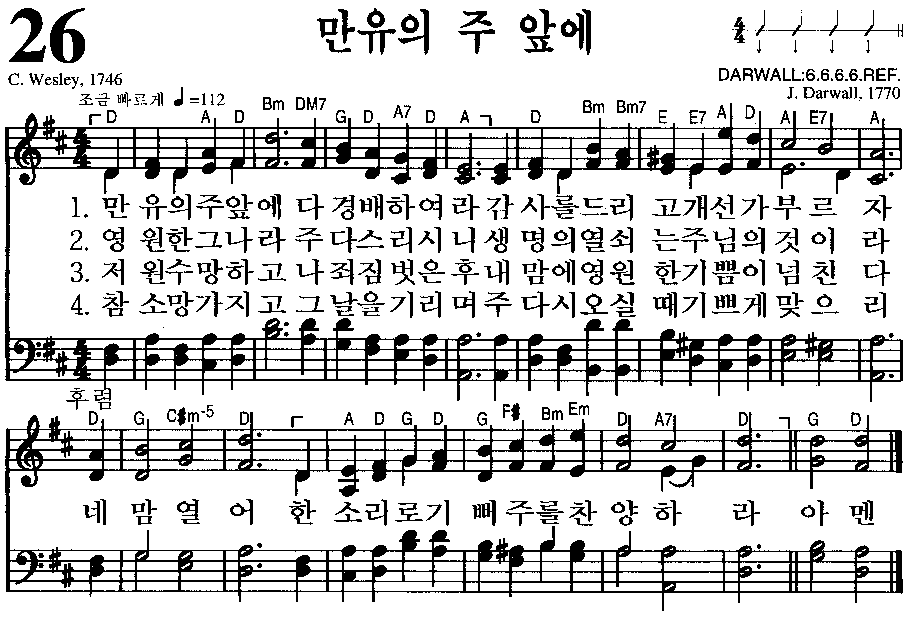 26
만유의 주 앞에
C. Wesley, 1746
DARWALL:6.6.6.6.REF.
J. Darwall, 1770
조금 빠르게 ♩=112
D A D Bm DM7 G D A7 D A D Bm Bm7 E E7 A D A E7 A
4 4
1. 만 유의주앞에 다 경배하여라 감 사를드리 고개선가부르 자
2. 영 원한그나라 주 다스리시니 생 명의열쇠 는주님의것이 라
3. 저 원수망하고 나 죄짐벗은후 내 맘에영원 한기쁨이넘친 다
4. 참 소망가지고 그 날을기리며 주 다시오실 때기쁘게맞으 리
후렴
D G C#m-5 D A D G D G F# Bm Em D A7 D G D
네 맘 열 어 한 소리로기 뻐 주를찬 양 하 라 아 멘